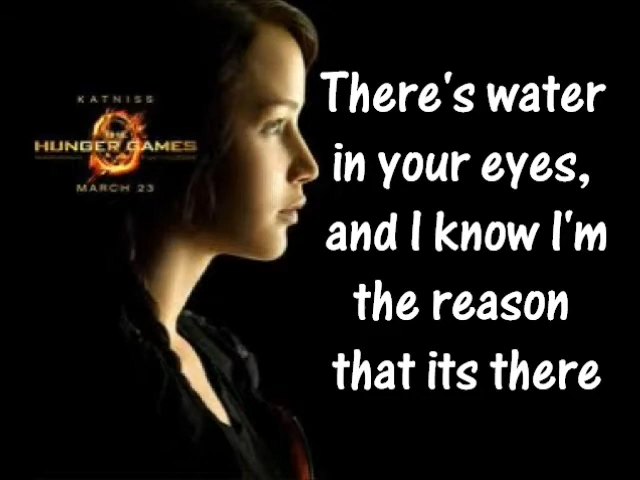 KATNISS
THE
HUNGER GAMES
MARCH 23
There's water
in your eyes,
and I know I'm
the reason
that its there